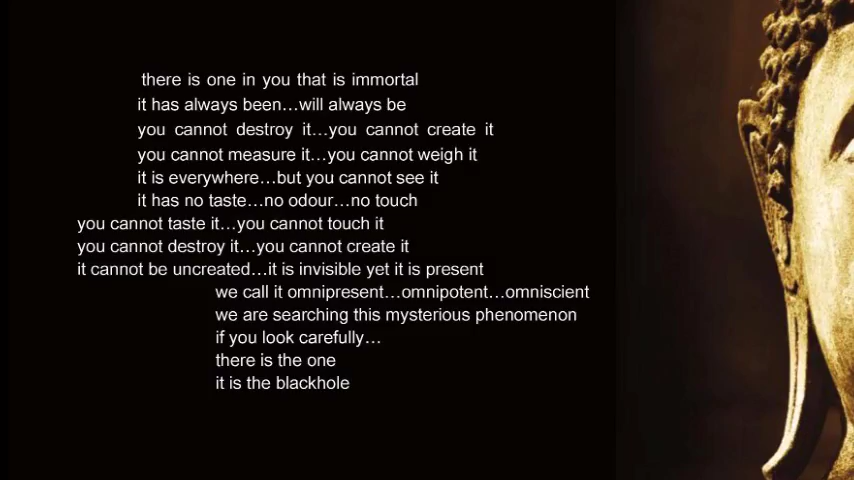 there is one in you that is immortal
it has always been...will always be
you cannot destroy it...you cannot create it
you cannot measure it...you cannot weigh it
it is everywhere...but you cannot see it
it has no taste...no odour...no touch
you cannot taste it...you cannot touch it
you cannot destroy it...you cannot create it
it cannot be uncreated...it is invisible yet it is present
we call it omnipresent...omnipotent...omniscient
we are searching this mysterious phenomenon
if you look carefully...
there is the one
it is the blackhole